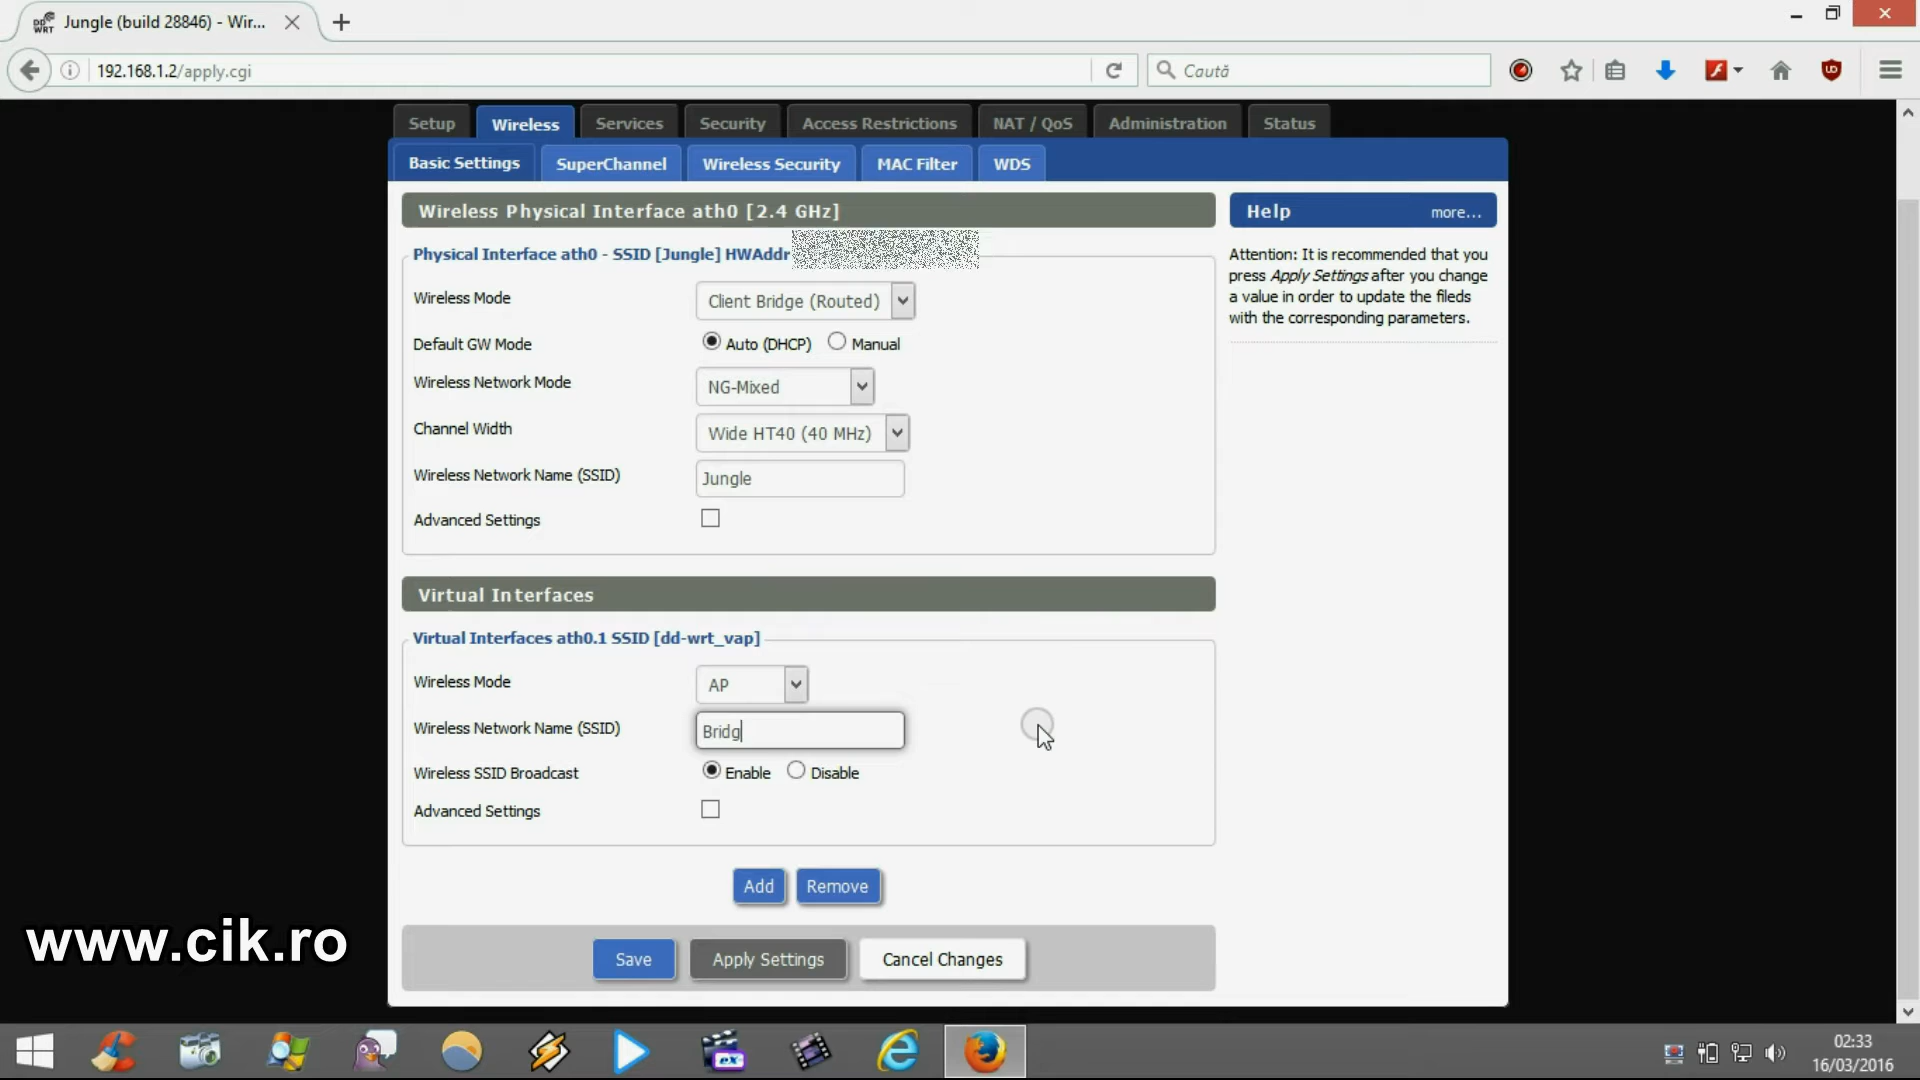 Jungle (build 28846) - Wir...
192.168.1.2/apply.cgi
Caută
Setup Wireless Services Security Access Restrictions NAT / QoS Administration Status
Basic Settings SuperChannel Wireless Security MAC Filter WDS
Wireless Physical Interface ath0 [2.4 GHz]
Physical Interface ath0 - SSID [Jungle] HWAddr
Wireless Mode Client Bridge (Routed)
Default GW Mode Auto (DHCP) Manual
Wireless Network Mode NG-Mixed
Channel Width Wide HT40 (40 MHz)
Wireless Network Name (SSID) Jungle
Advanced Settings
Virtual Interfaces
Virtual Interfaces ath0.1 SSID [dd-wrt_vap]
Wireless Mode AP
Wireless Network Name (SSID) Bridg
Wireless SSID Broadcast Enable Disable
Advanced Settings
Add Remove
Save Apply Settings Cancel Changes
Help more...
Attention: It is recommended that you
press Apply Settings after you change
a value in order to update the fileds
with the corresponding parameters.
www.cik.ro
02:33
16/03/2016